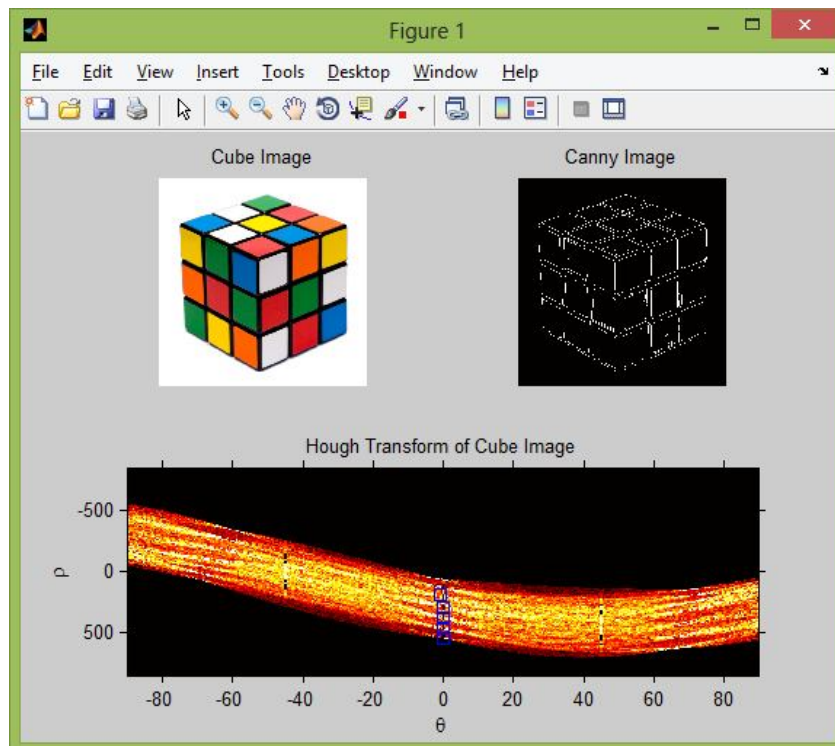 Figure 1
File Edit View Insert Tools Desktop Window Help
Cube Image
Canny Image
Hough Transform of Cube Image
-500
0
500
ρ
-80 -60 -40 -20 0 20 40 60 80
θ